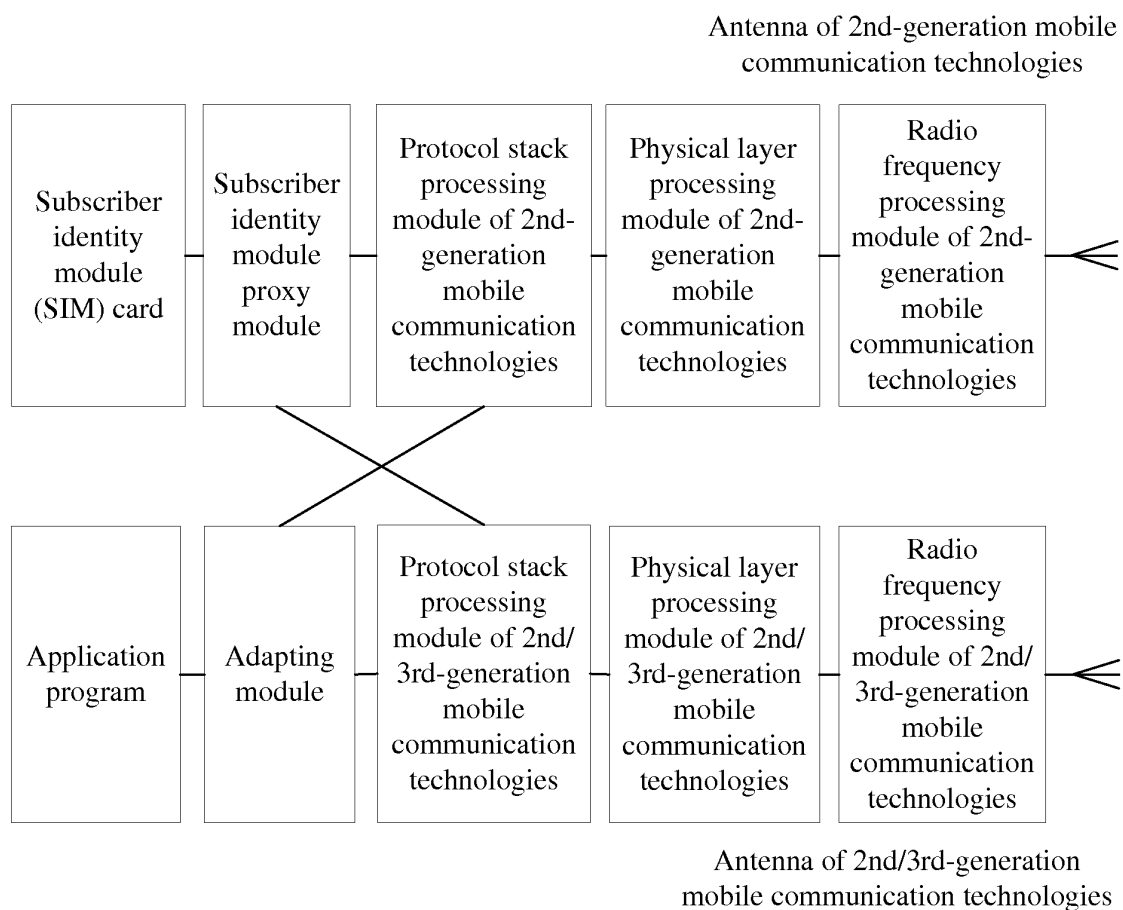 Antenna of 2nd-generation mobile
communication technologies
Subscriber
identity
module
(SIM) card
Subscriber
identity
module
proxy
module
Protocol stack
processing
module of 2nd-
generation
mobile
communication
technologies
Physical layer
processing
module of 2nd-
generation
mobile
communication
technologies
Radio
frequency
processing
module of 2nd-
generation
mobile
communication
technologies
Application
program
Adapting
module
Protocol stack
processing
module of 2nd/
3rd-generation
mobile
communication
technologies
Physical layer
processing
module of 2nd/
3rd-generation
mobile
communication
technologies
Radio
frequency
processing
module of 2nd/
3rd-generation
mobile
communication
technologies
Antenna of 2nd/3rd-generation
mobile communication technologies